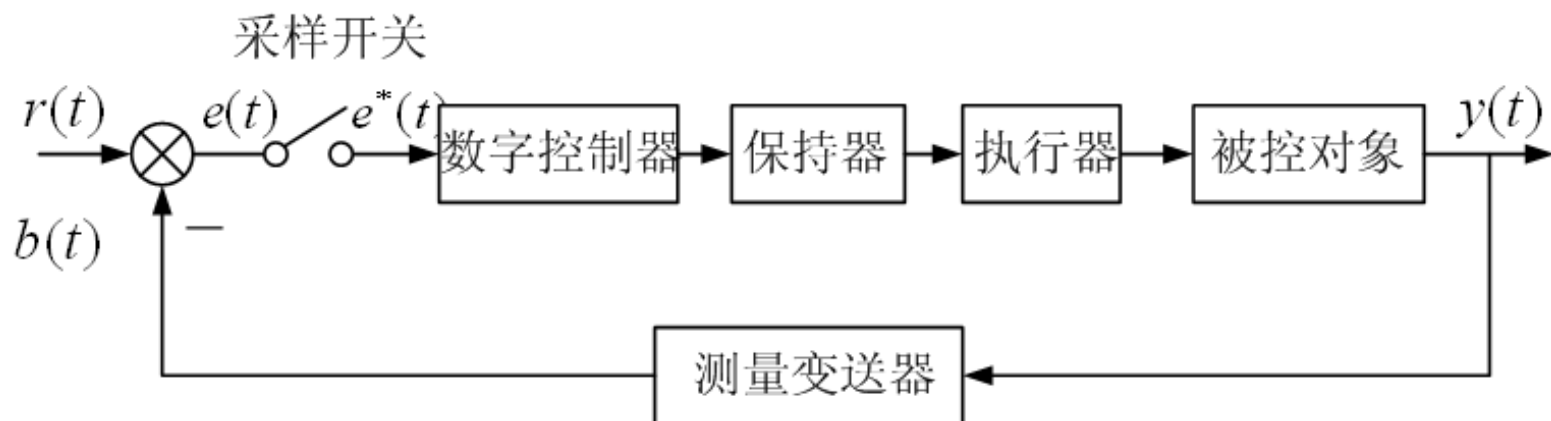 采样开关
r(t)
e(t)
e*(t)
数字控制器
保持器
执行器
被控对象
y(t)
b(t)
−
测量变送器